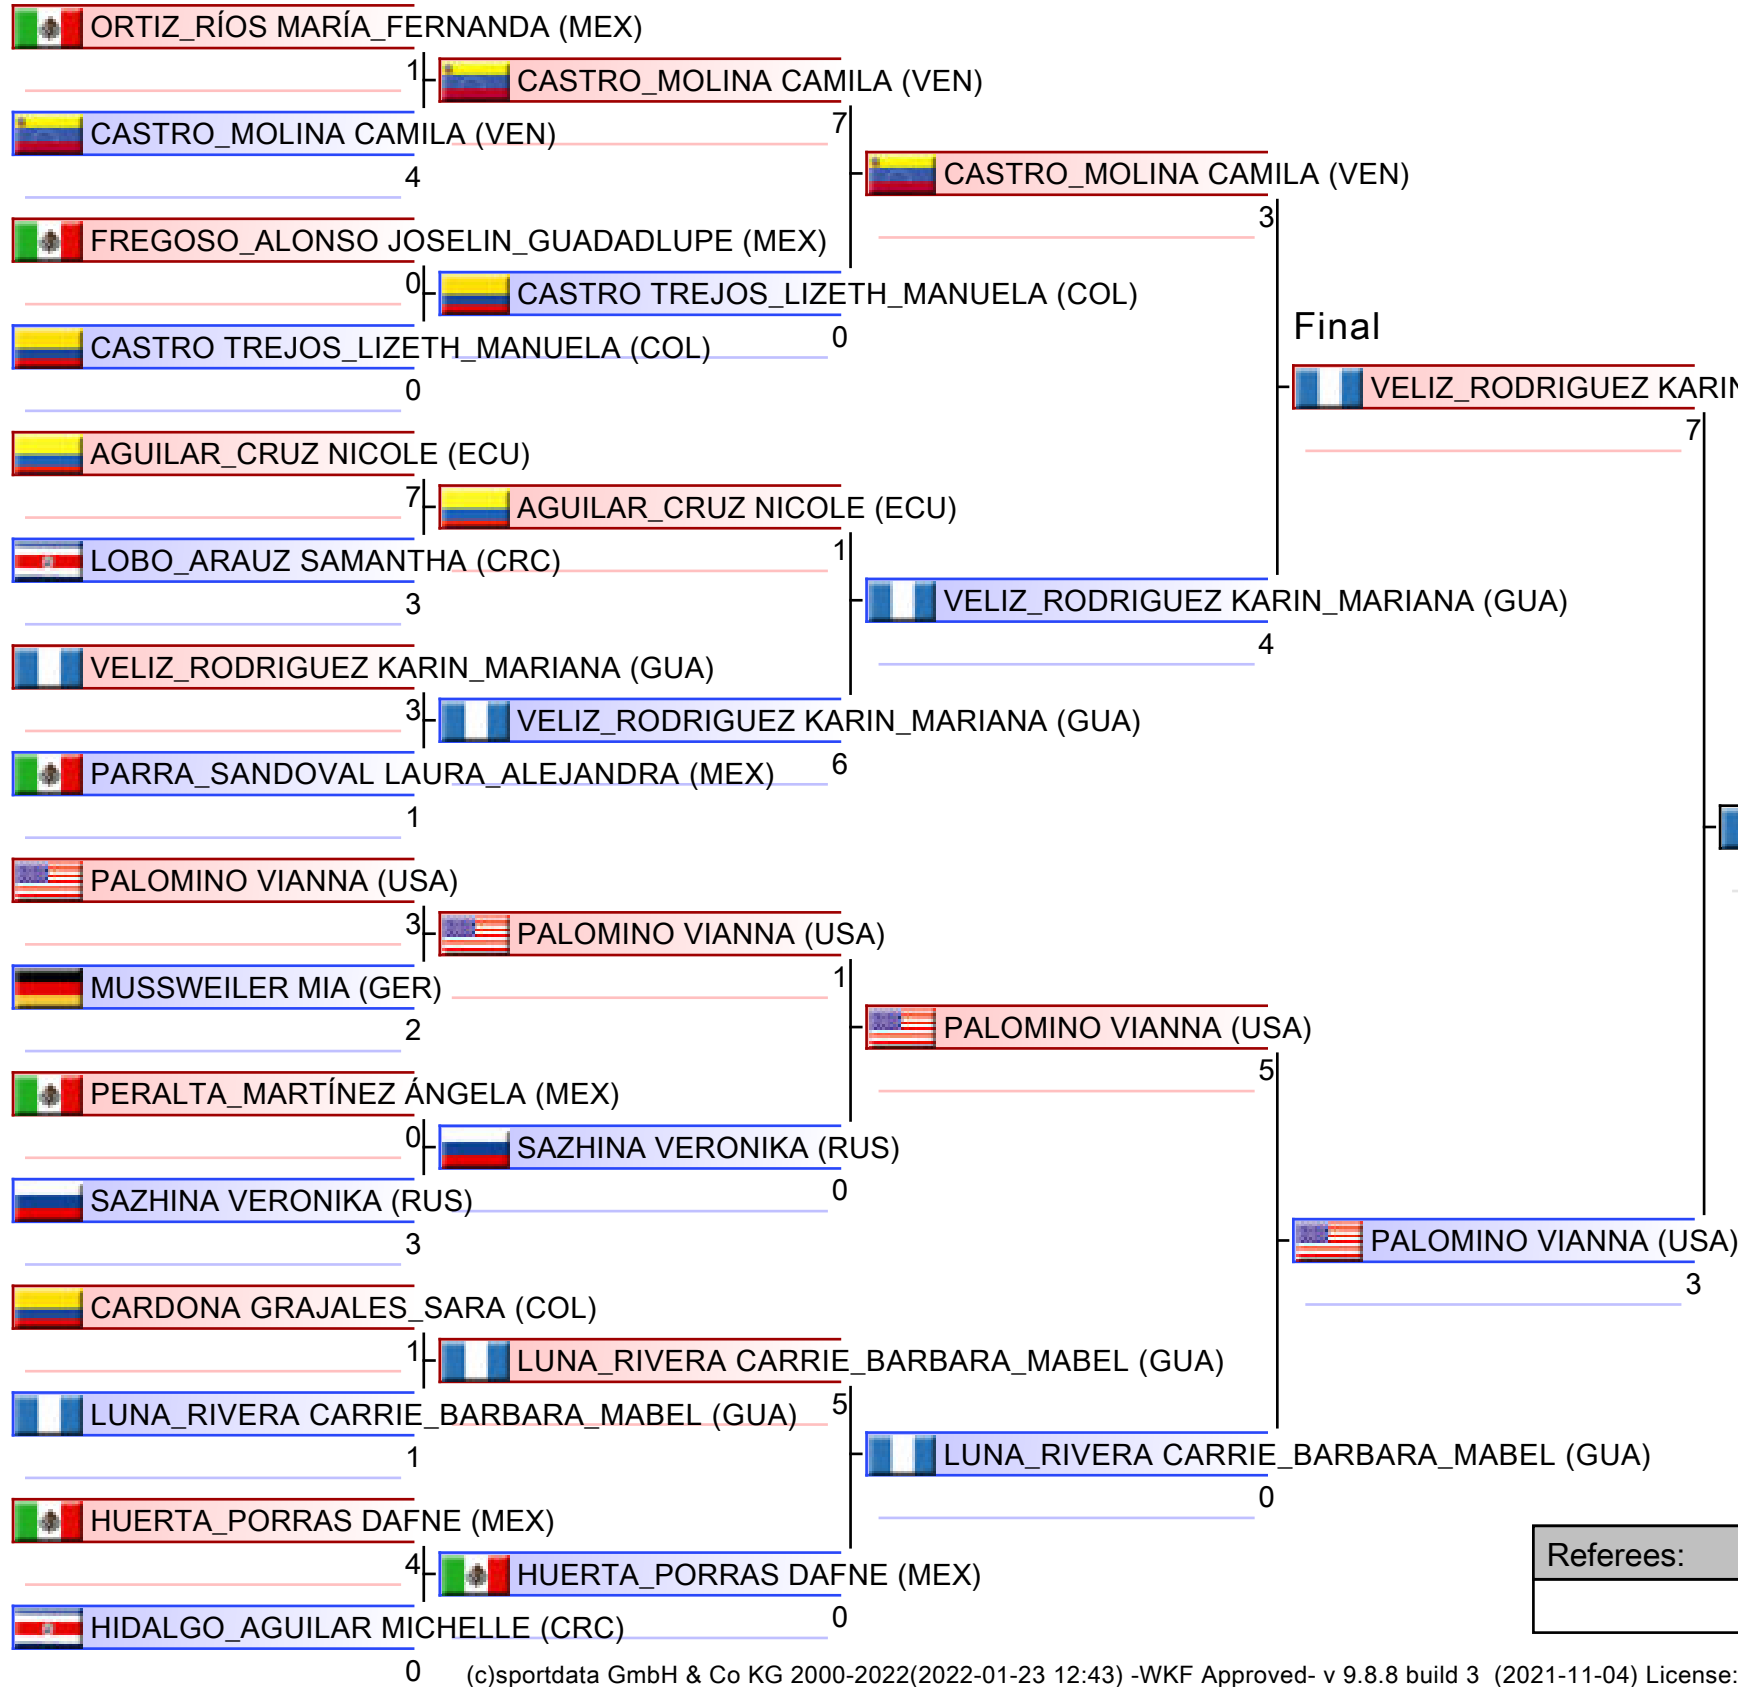 ORTIZ_RÍOS MARÍA_FERNANDA (MEX)
1
CASTRO_MOLINA CAMILA (VEN)
4
FREGOSO_ALONSO JOSELIN_GUADADLUPE (MEX)
0
CASTRO TREJOS_LIZETH_MANUELA (COL)
0
AGUILAR_CRUZ NICOLE (ECU)
7
LOBO_ARAUZ SAMANTHA (CRC)
3
VELIZ_RODRIGUEZ KARIN_MARIANA (GUA)
3
PARRA_SANDOVAL LAURA_ALEJANDRA (MEX)
1
PALOMINO VIANNA (USA)
3
MUSSWEILER MIA (GER)
2
PERALTA_MARTÍNEZ ÁNGELA (MEX)
0
SAZHINA VERONIKA (RUS)
3
CARDONA GRAJALES_SARA (COL)
1
LUNA_RIVERA CARRIE_BARBARA_MABEL (GUA)
1
HUERTA_PORRAS DAFNE (MEX)
4
HIDALGO_AGUILAR MICHELLE (CRC)
0
CASTRO_MOLINA CAMILA (VEN)
7
CASTRO TREJOS_LIZETH_MANUELA (COL)
0
AGUILAR_CRUZ NICOLE (ECU)
1
VELIZ_RODRIGUEZ KARIN_MARIANA (GUA)
6
PALOMINO VIANNA (USA)
1
SAZHINA VERONIKA (RUS)
0
LUNA_RIVERA CARRIE_BARBARA_MABEL (GUA)
5
HUERTA_PORRAS DAFNE (MEX)
0
CASTRO_MOLINA CAMILA (VEN)
3
VELIZ_RODRIGUEZ KARIN_MARIANA (GUA)
4
PALOMINO VIANNA (USA)
5
LUNA_RIVERA CARRIE_BARBARA_MABEL (GUA)
0
Final
VELIZ_RODRIGUEZ KARIN
7
PALOMINO VIANNA (USA)
3
Referees:
(c)sportdata GmbH & Co KG 2000-2022(2022-01-23 12:43) -WKF Approved- v 9.8.8 build 3 (2021-11-04) License: